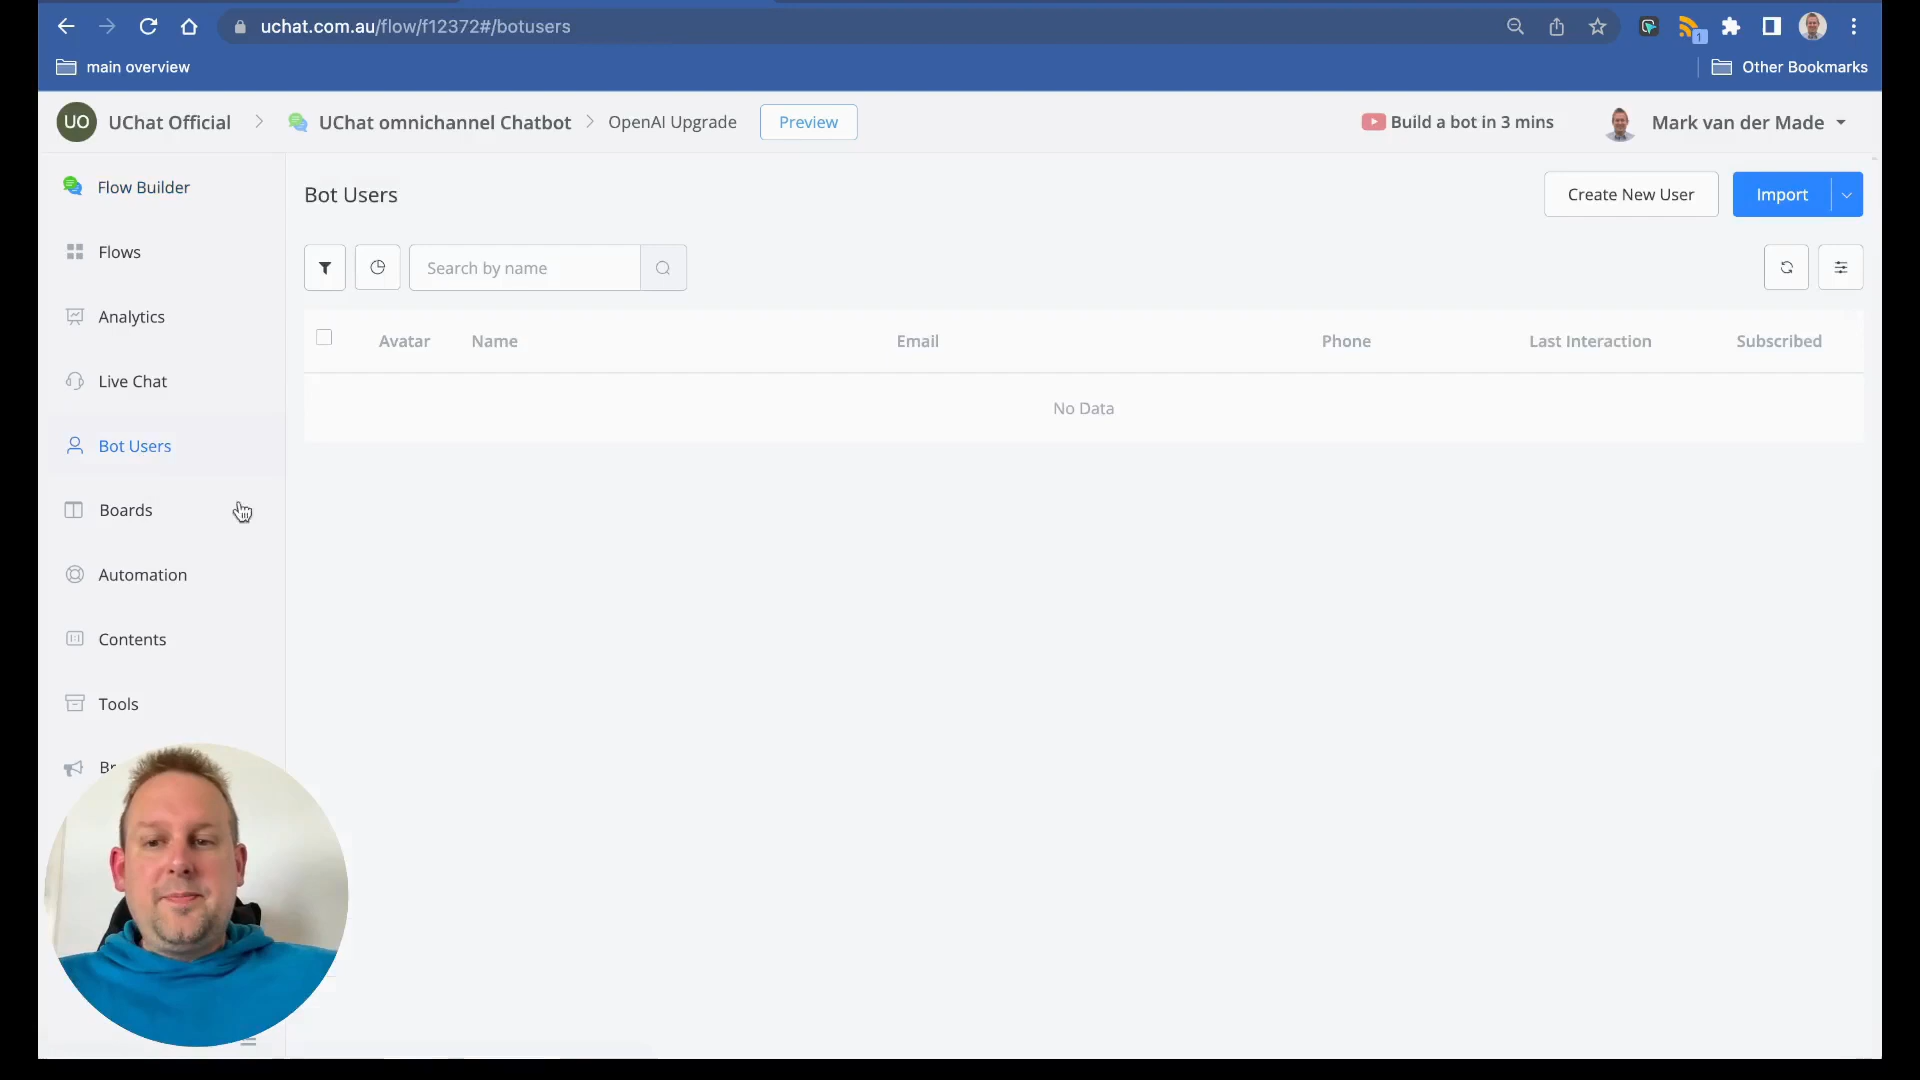 uchat.com.au/flow/f12372#/botusers
1
main overview
Other Bookmarks
UO UChat Official > UChat omnichannel Chatbot > OpenAI Upgrade Preview
Build a bot in 3 mins
Mark van der Made
Flow Builder
Flows
Analytics
Live Chat
Bot Users
Boards
Automation
Contents
Tools
Br
Bot Users
Create New User
Import
Search by name
Avatar Name Email Phone Last Interaction Subscribed
No Data